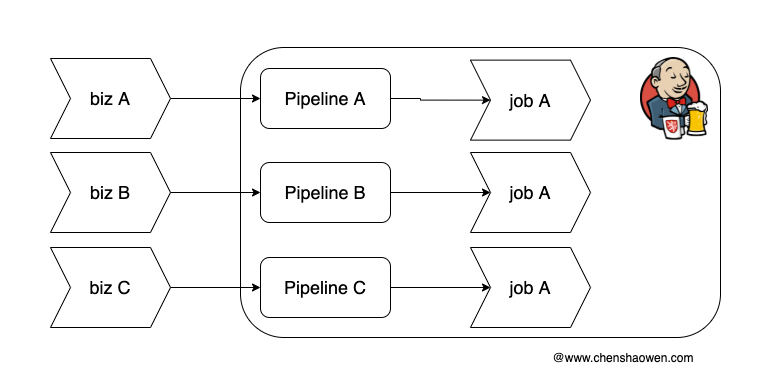 biz A
Pipeline A
job A
biz B
Pipeline B
job A
biz C
Pipeline C
job A
@www.chenshaowen.com